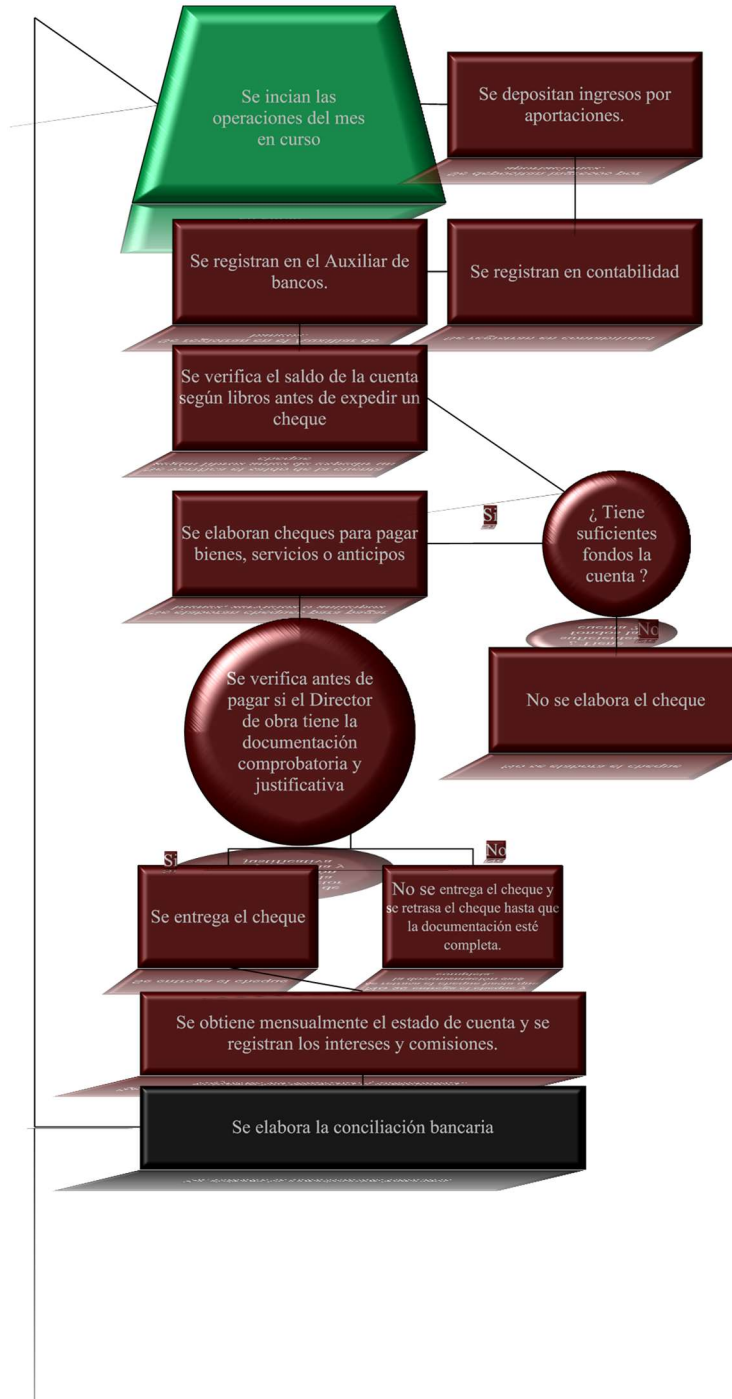 Se incian las
operaciones del mes
en curso
Se depositan ingresos por
aportaciones.
Se registran en el Auxiliar de
bancos.
Se registran en contabilidad
Se verifica el saldo de la cuenta
según libros antes de expedir un
cheque
¿ Tiene
suficientes
fondos la
cuenta ?
Si
Se elaboran cheques para pagar
bienes, servicios o anticipos
No
No se elabora el cheque
Se verifica antes de
pagar si el Director
de obra tiene la
documentación
comprobatoria y
justificativa
Si
No
Se entrega el cheque
No se entrega el cheque y
se retrasa el cheque hasta que
la documentación esté
completa.
Se obtiene mensualmente el estado de cuenta y se
registran los intereses y comisiones.
Se elabora la conciliación bancaria